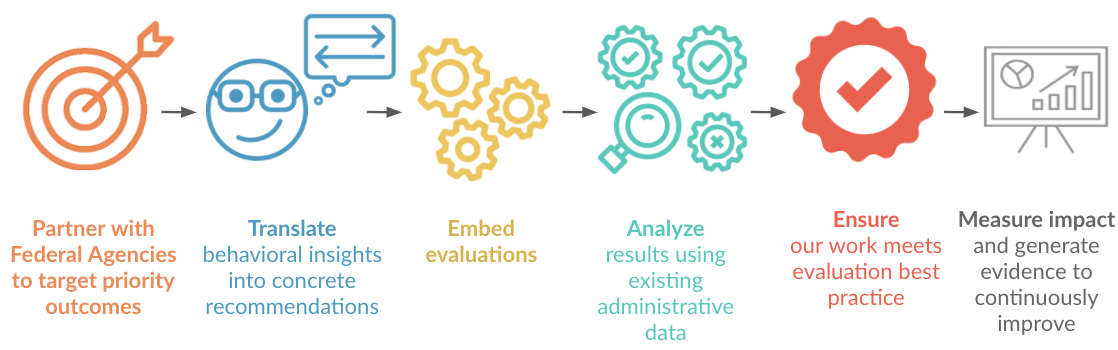 Partner with
Federal Agencies
to target priority
outcomes
Translate
behavioral insights
into concrete
recommendations
Embed
evaluations
Analyze
results using
existing
administrative
data
Ensure
our work meets
evaluation best
practice
Measure impact
and generate
evidence to
continuously
improve